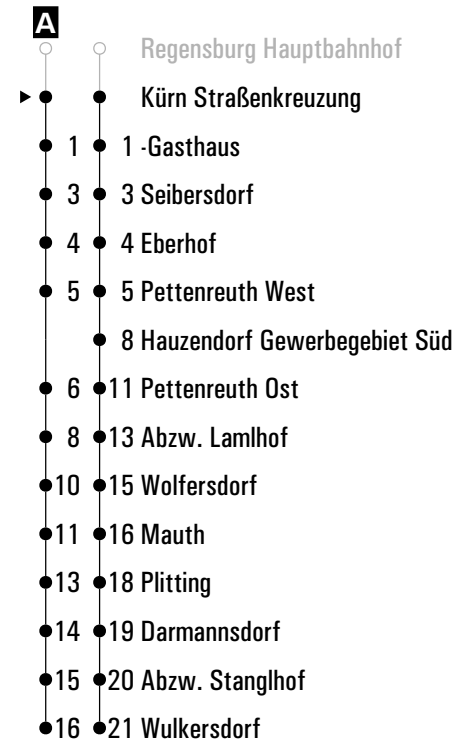 A
Regensburg Hauptbahnhof
Kürn Straßenkreuzung
1 1 -Gasthaus
3 3 Seibersdorf
4 4 Eberhof
5 5 Pettenreuth West
8 Hauzendorf Gewerbegebiet Süd
6 11 Pettenreuth Ost
8 13 Abzw. Lamlhof
10 15 Wolfersdorf
11 16 Mauth
13 18 Plitting
14 19 Darmannsdorf
15 20 Abzw. Stanglhof
16 21 Wulkersdorf